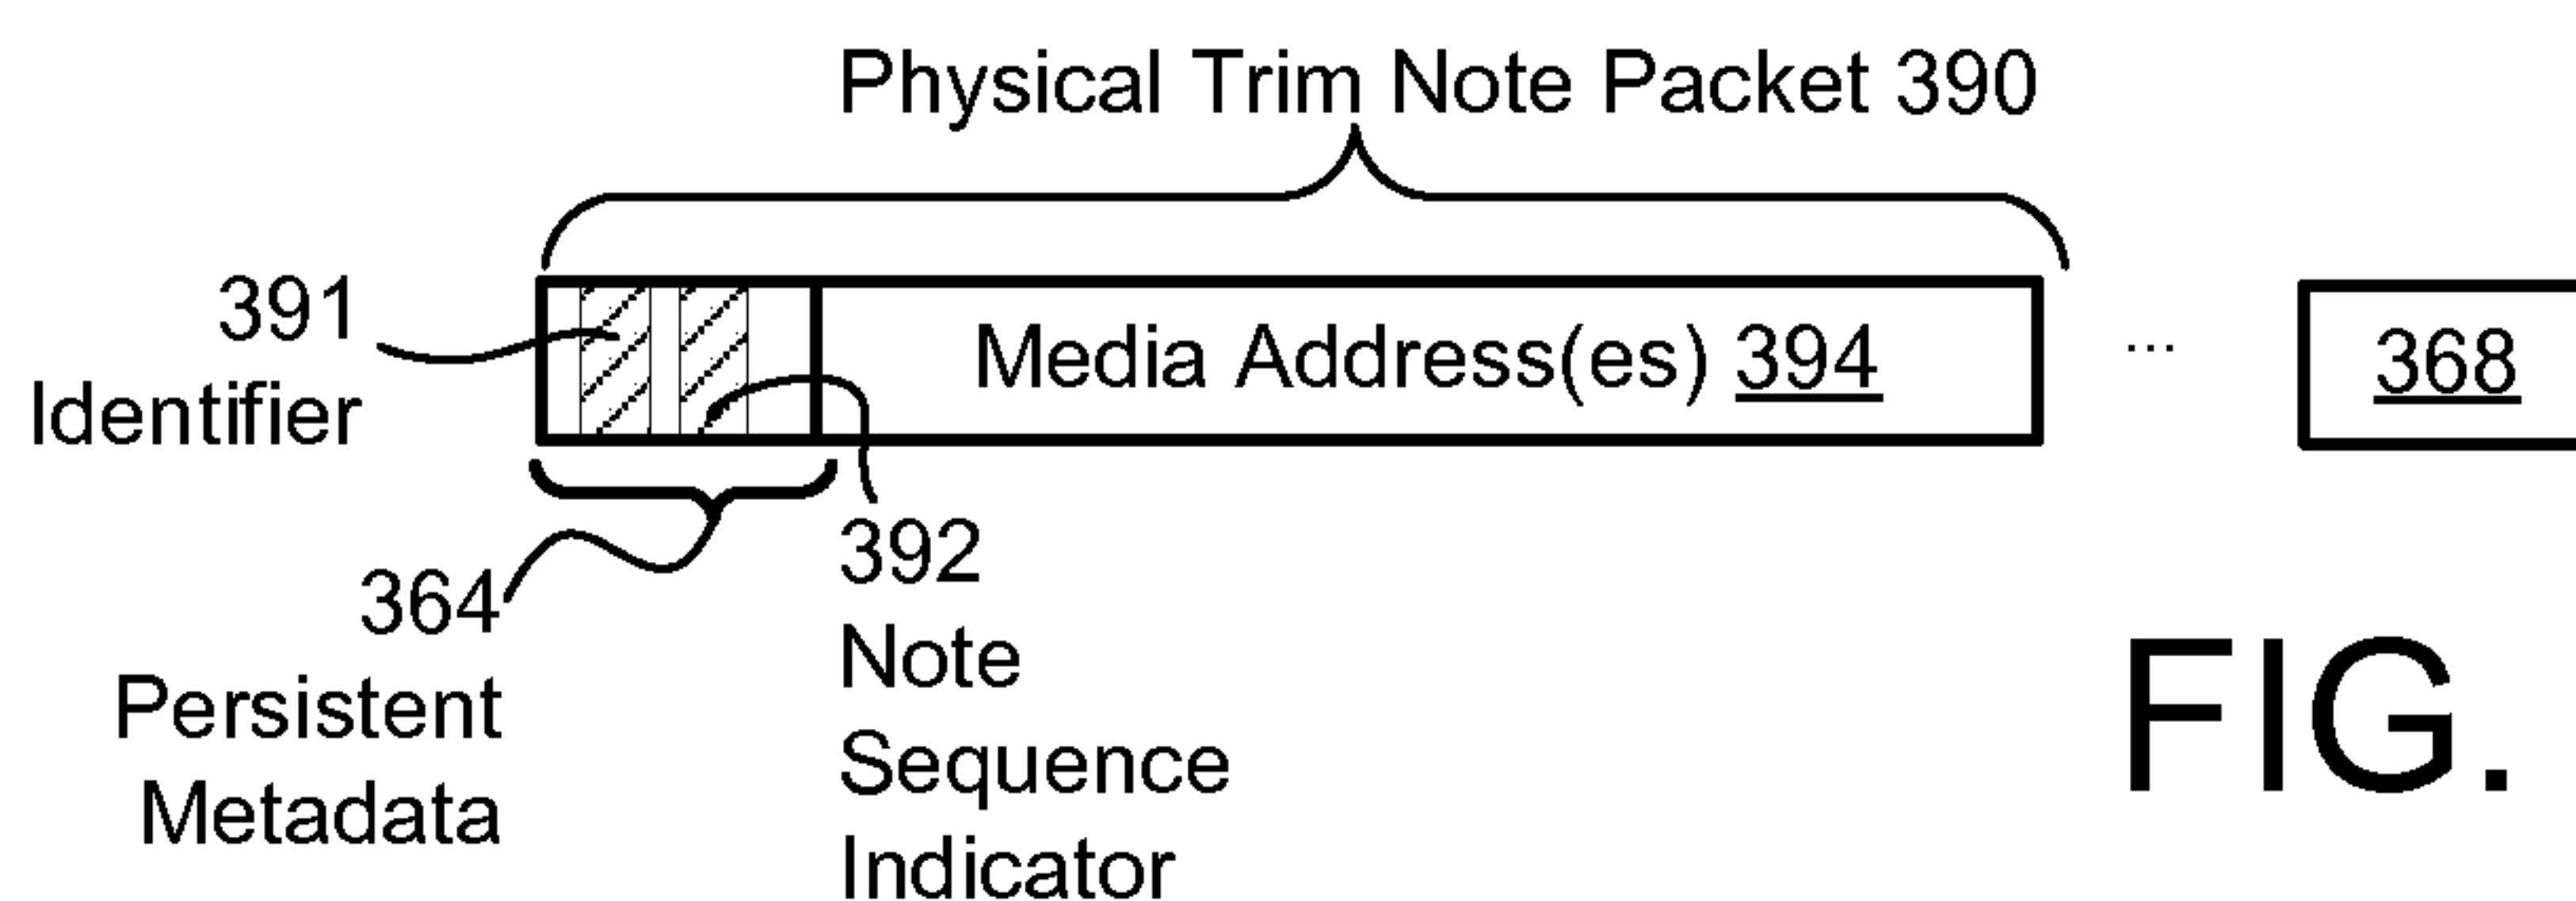 Physical Trim Note Packet 390
391
Identifier
Media Address(es) 394
...
368
364
Persistent
Metadata
392
Note
Sequence
Indicator
FIG.